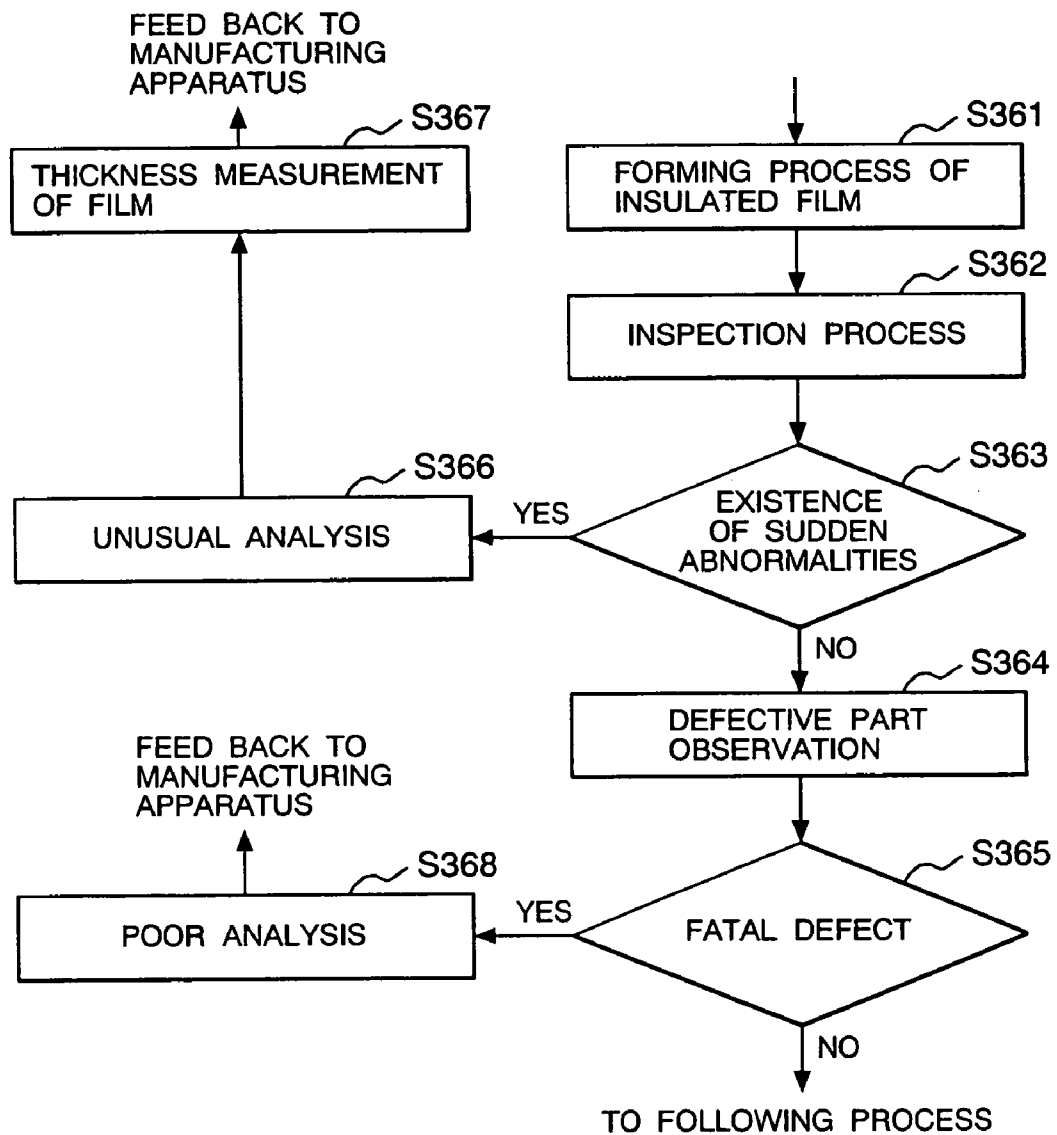 FEED BACK TO
MANUFACTURING
APPARATUS
S367
THICKNESS MEASUREMENT
OF FILM
S361
FORMING PROCESS OF
INSULATED FILM
S362
INSPECTION PROCESS
S363
EXISTENCE
OF SUDDEN
ABNORMALITIES
YES
S366
UNUSUAL ANALYSIS
NO
S364
DEFECTIVE PART
OBSERVATION
FEED BACK TO
MANUFACTURING
APPARATUS
S365
FATAL DEFECT
YES
S368
POOR ANALYSIS
NO
TO FOLLOWING PROCESS